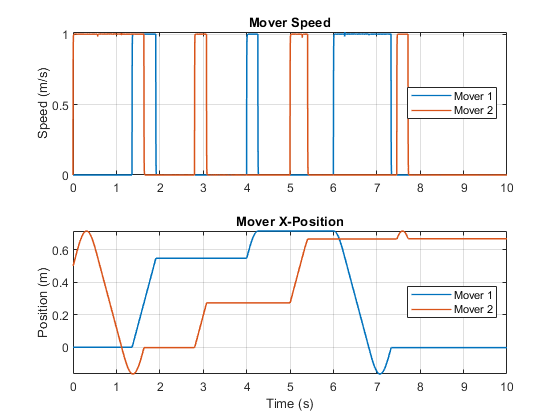 Mover Speed
1
0.5
0
Speed (m/s)
Mover 1
Mover 2
0 1 2 3 4 5 6 7 8 9 10
Mover X-Position
0.6
0.4
0.2
0
Position (m)
Mover 1
Mover 2
0 1 2 3 4 5 6 7 8 9 10
Time (s)